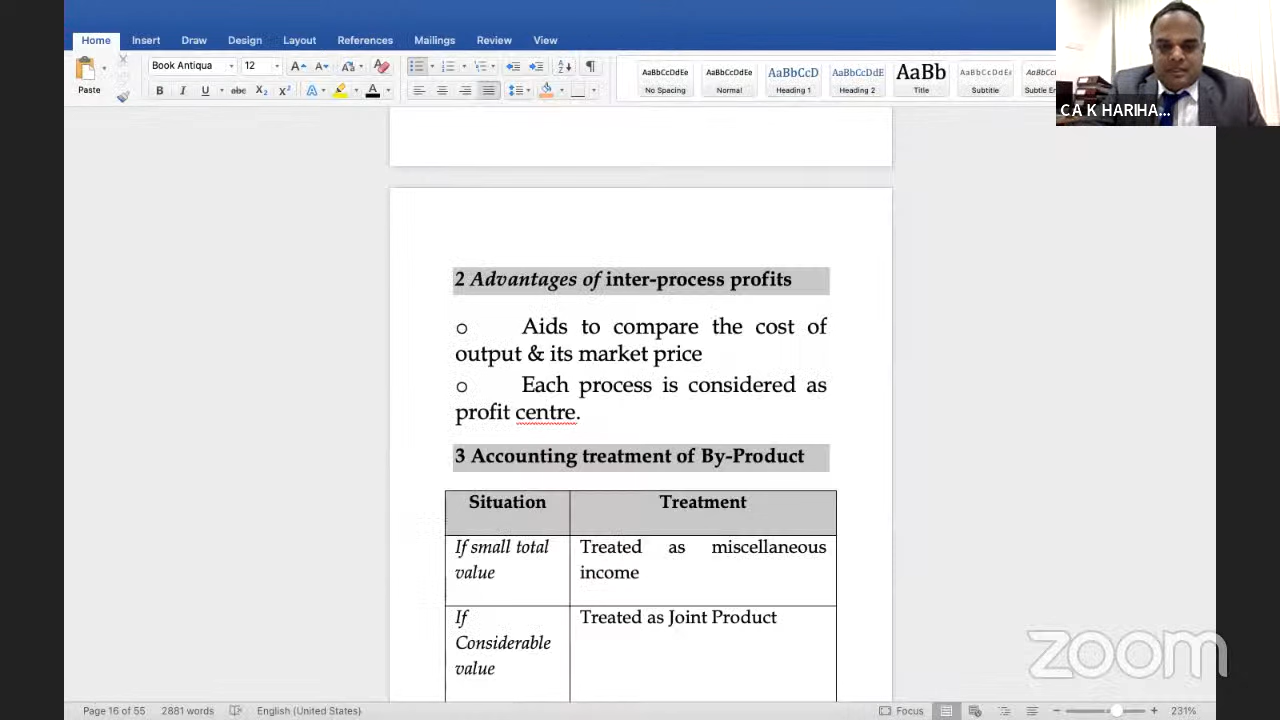 Home Insert Draw Design Layout References Mailings Review View
Paste
Book Antiqua 12
AaBbCcDdEe No Spacing
AaBbCcDdEe Normal
AaBbCcD Heading 1
AaBbCcDdE Heading 2
AaBb Title
AaBbCcDdEe Subtitle
AaBbCcI Subtle Em
C A K HARIHA...
2 Advantages of inter-process profits
o Aids to compare the cost of
output & its market price
o Each process is considered as
profit centre.
3 Accounting treatment of By-Product
Situation Treatment
If small total Treated as miscellaneous
value income
If Treated as Joint Product
Considerable
value
zoom
Page 16 of 55 2881 words English (United States) Focus 231%